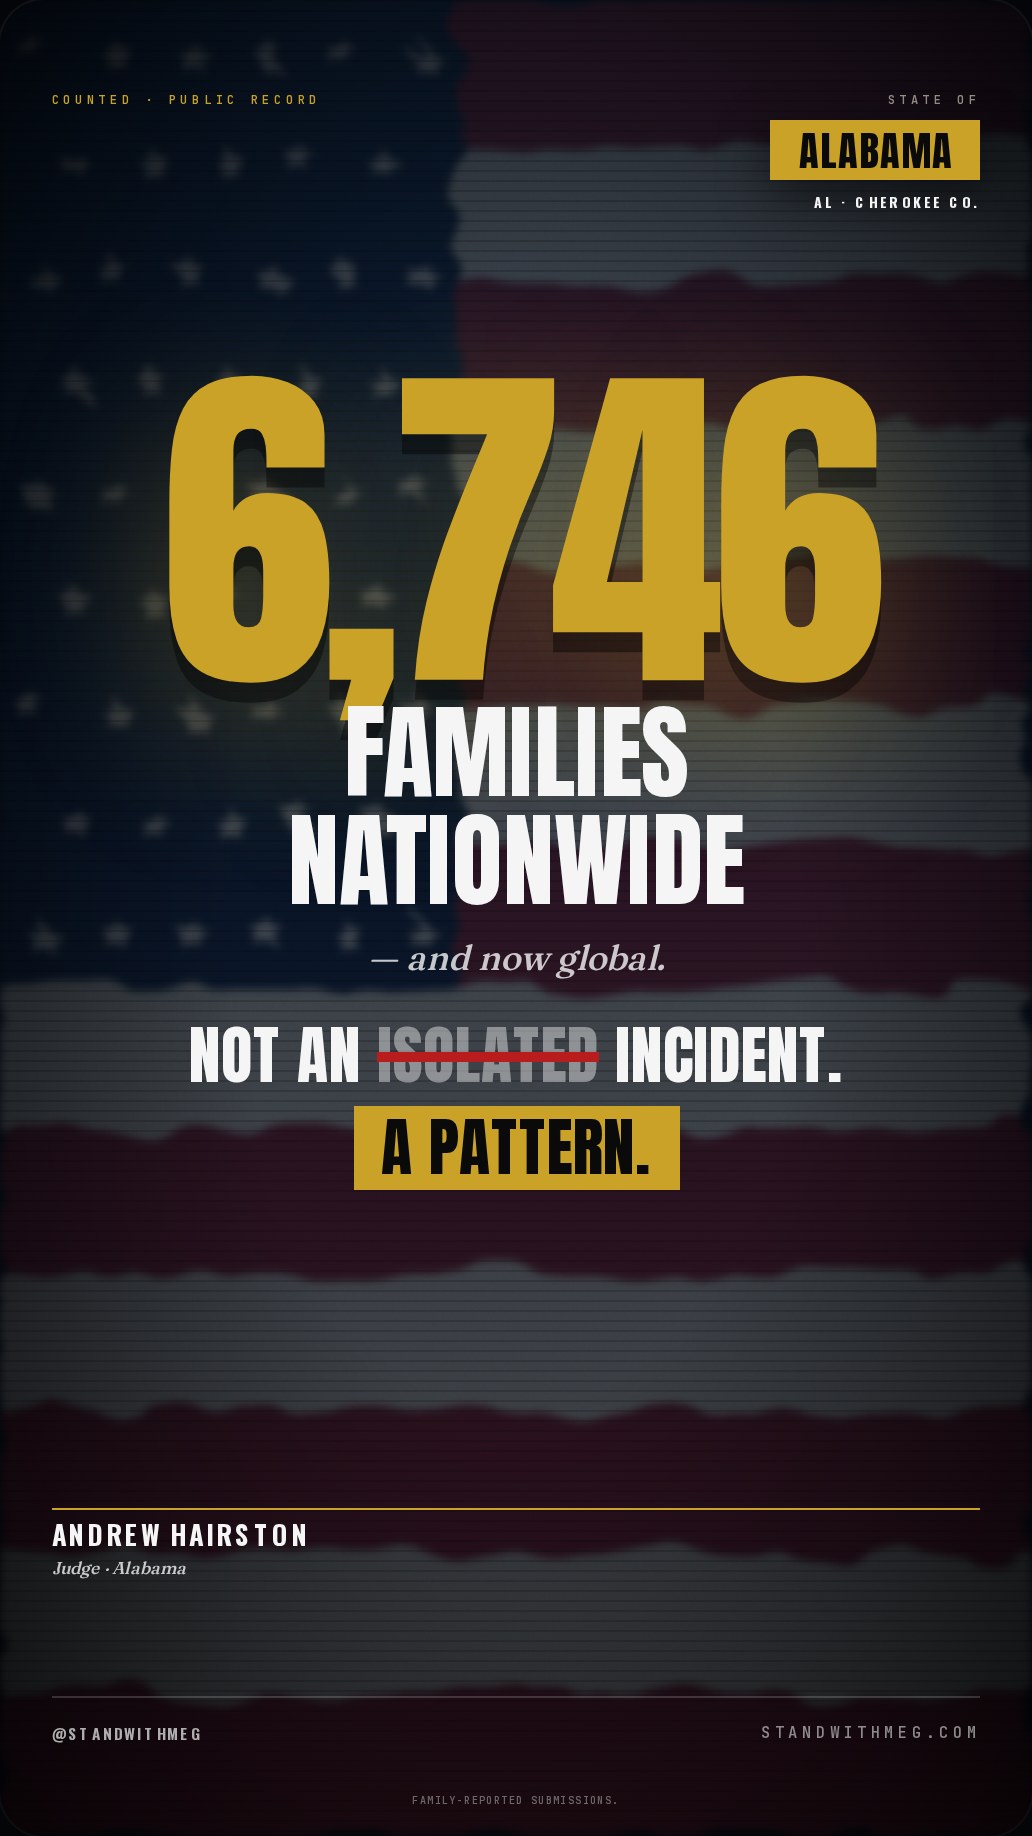 COUNTED · PUBLIC RECORD
STATE OF
ALABAMA
AL · CHEROKEE CO.
6,746
FAMILIES
NATIONWIDE
— and now global.
NOT AN ISOLATED INCIDENT.
A PATTERN.
ANDREW HAIRSTON
Judge · Alabama
@STANDWITHMEG
STANDWITHMEG.COM
FAMILY-REPORTED SUBMISSIONS.